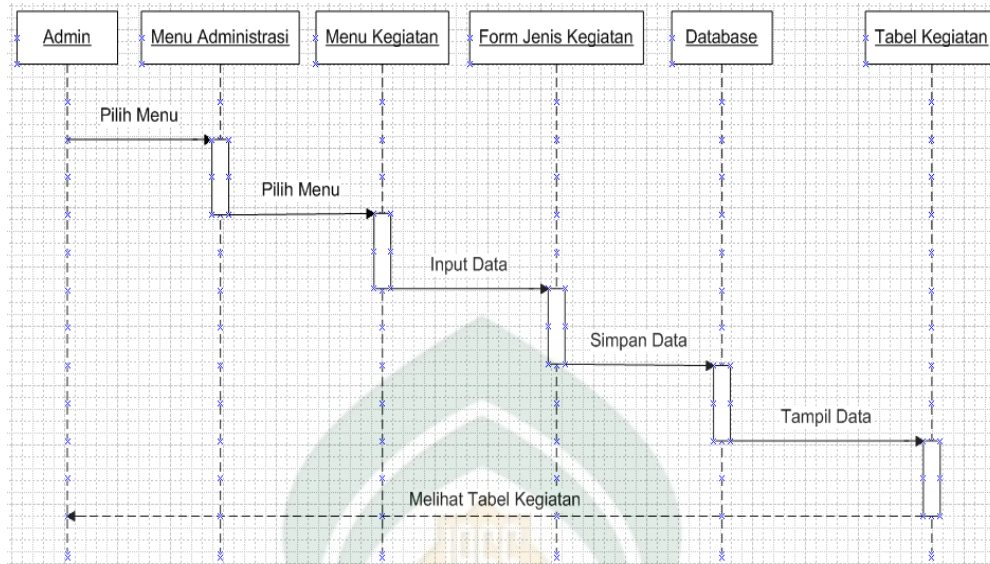 Admin
Menu Administrasi
Menu Kegiatan
Form Jenis Kegiatan
Database
Tabel Kegiatan
Pilih Menu
Pilih Menu
Input Data
Simpan Data
Tampil Data
Melihat Tabel Kegiatan